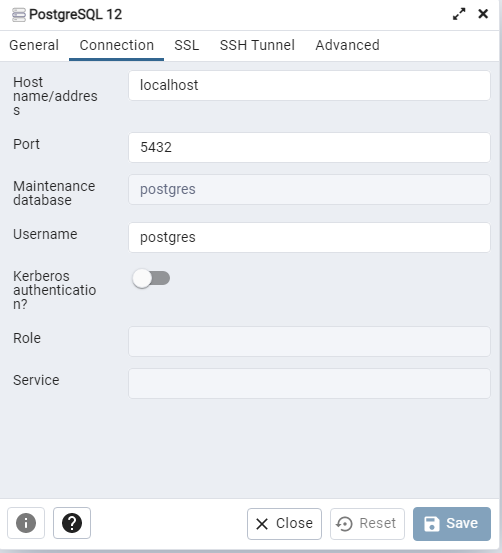 PostgreSQL 12
General Connection SSL SSH Tunnel Advanced
Host
name/addres
s
localhost
Port
5432
Maintenance
database
postgres
Username
postgres
Kerberos
authenticatio
n?
Role
Service
Close Reset Save